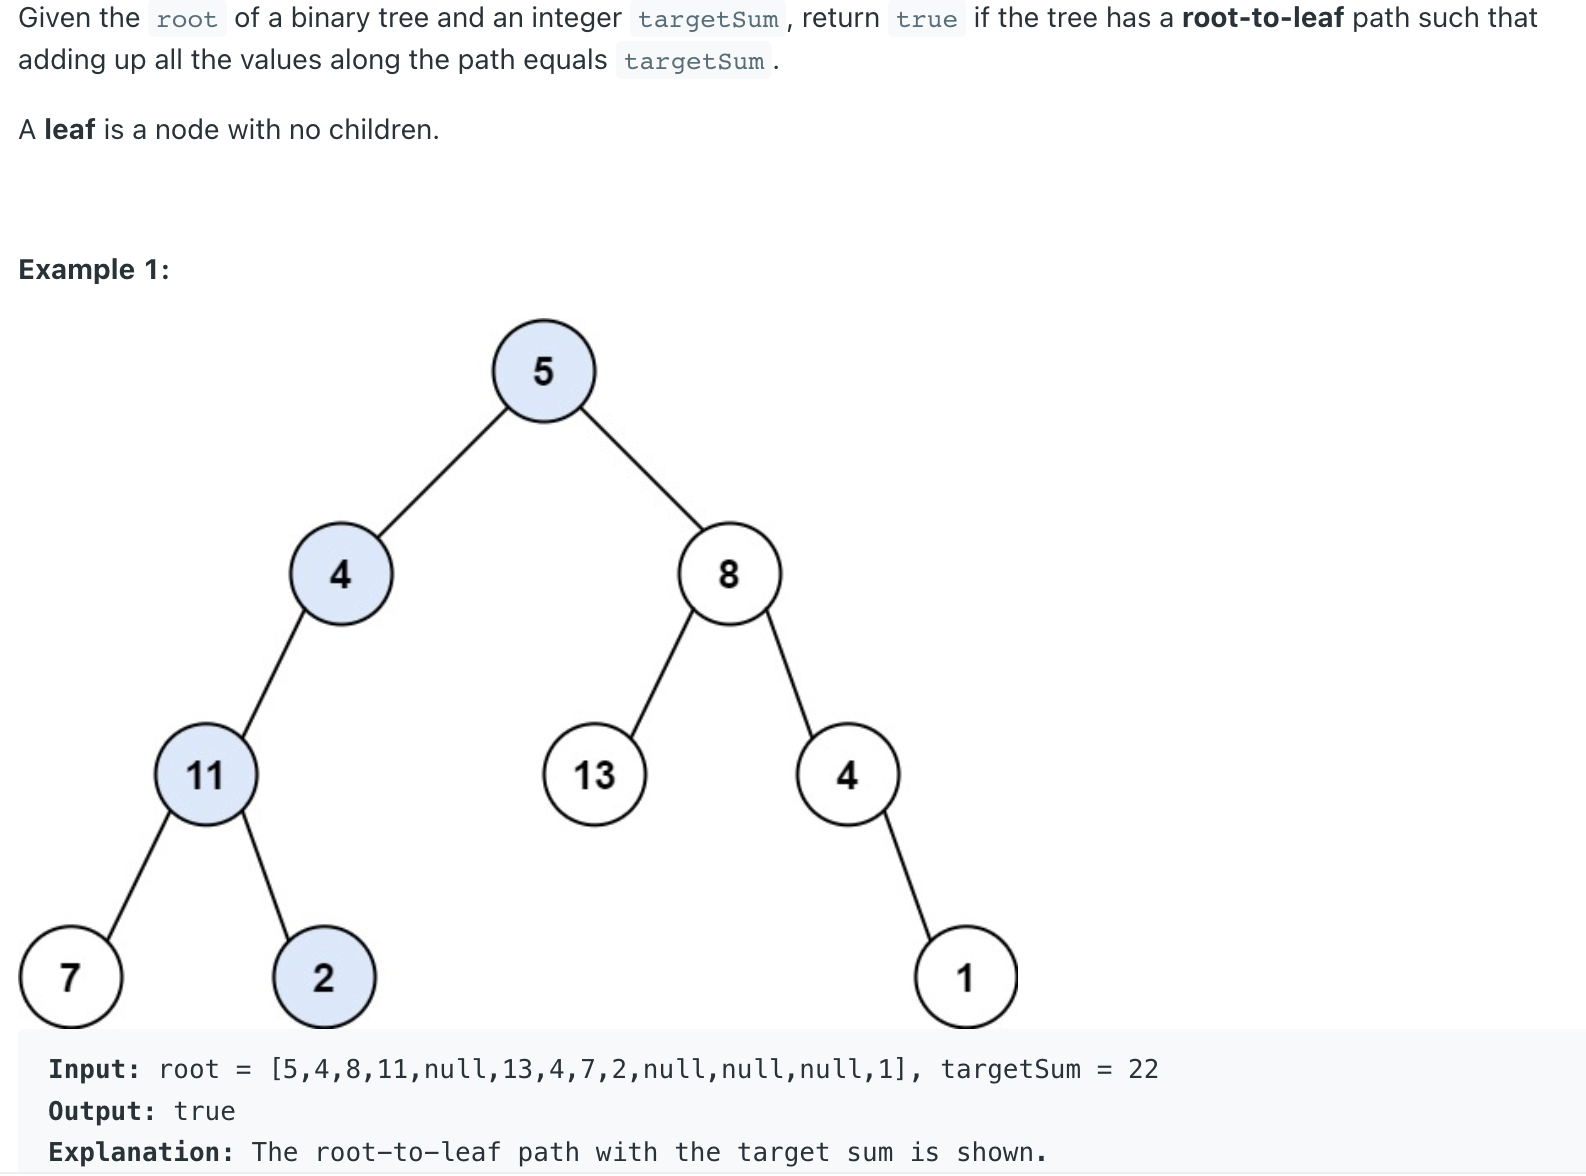 Given the root of a binary tree and an integer targetSum, return true if the tree has a root-to-leaf path such that
adding up all the values along the path equals targetSum.
A leaf is a node with no children.
Example 1:
5
4 8
11 13 4
7 2 1
Input: root = [5,4,8,11,null,13,4,7,2,null,null,null,1], targetSum = 22
Output: true
Explanation: The root-to-leaf path with the target sum is shown.